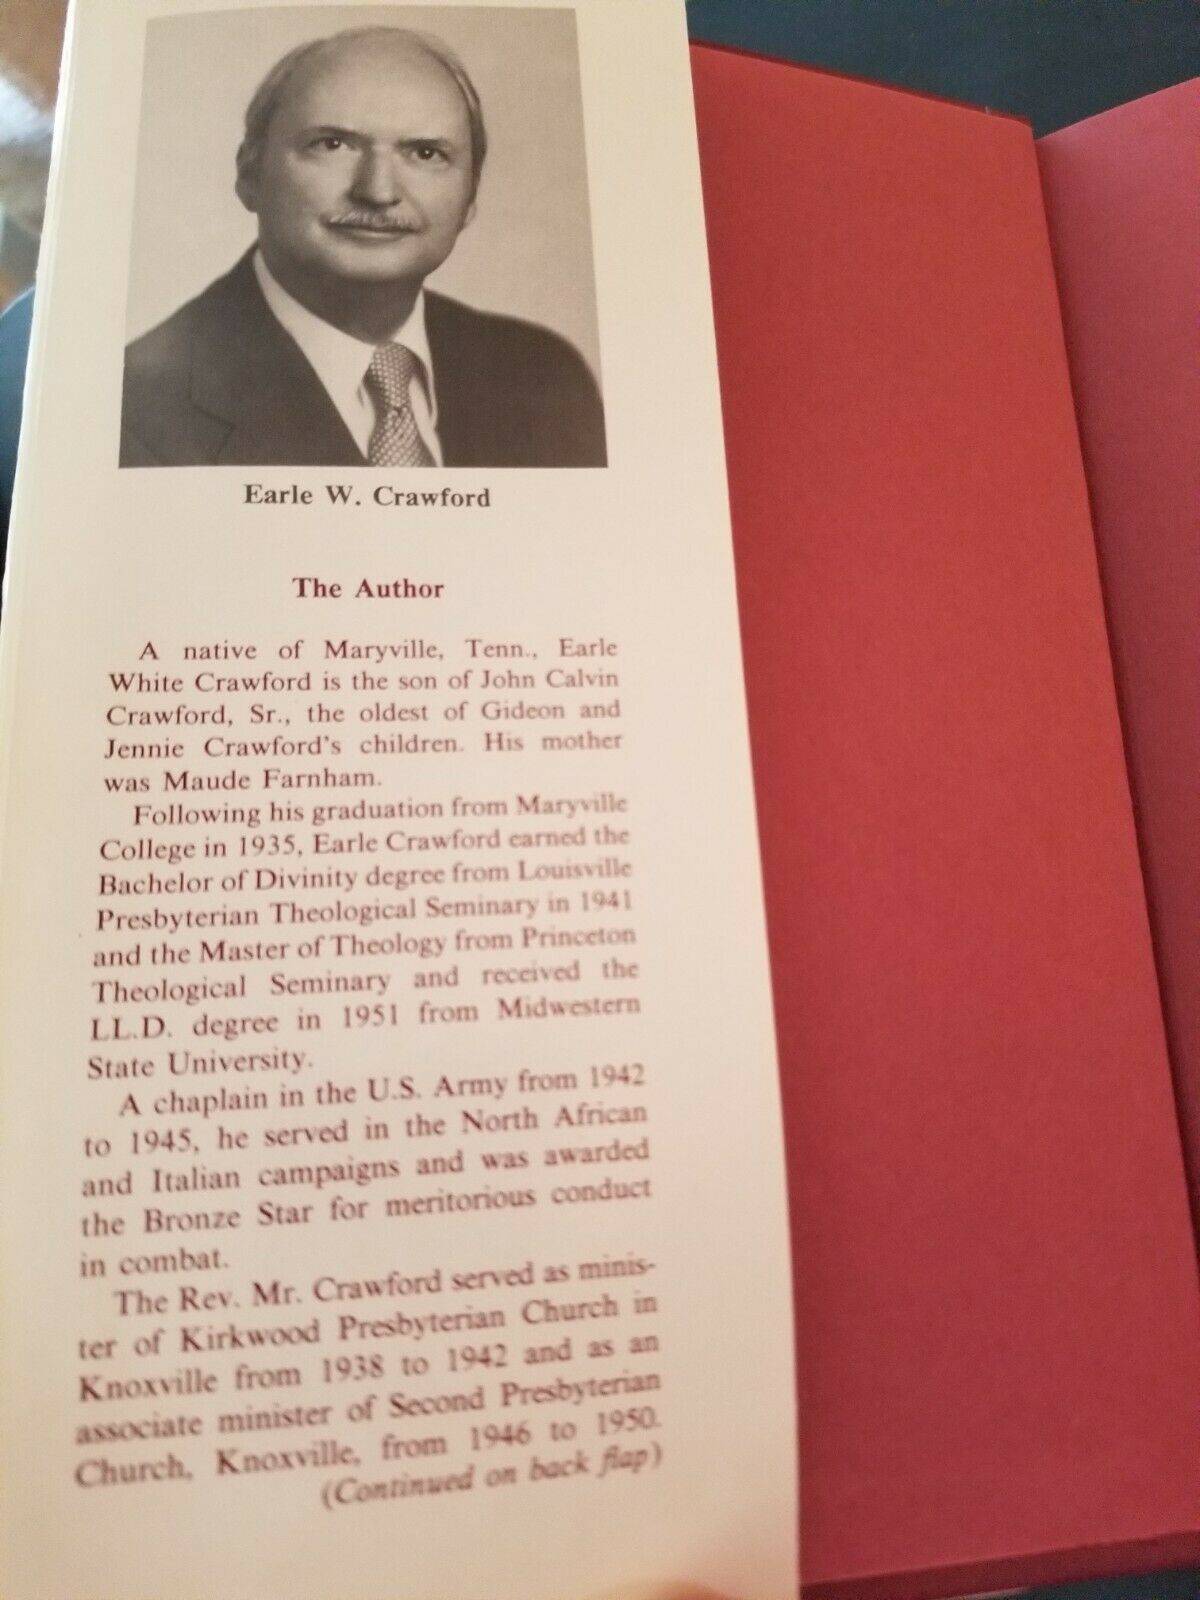 Earle W. Crawford
The Author
A native of Maryville, Tenn., Earle
White Crawford is the son of John Calvin
Crawford, Sr., the oldest of Gideon and
Jennie Crawford's children. His mother
was Maude Farnham.
Following his graduation from Maryville
College in 1935, Earle Crawford earned the
Bachelor of Divinity degree from Louisville
Presbyterian Theological Seminary in 1941
and the Master of Theology from Princeton
Theological Seminary and received the
LL.D. degree in 1951 from Midwestern
State University.
A chaplain in the U.S. Army from 1942
to 1945, he served in the North African
and Italian campaigns and was awarded
the Bronze Star for meritorious conduct
in combat.
The Rev. Mr. Crawford served as minis-
ter of Kirkwood Presbyterian Church in
Knoxville from 1938 to 1942 and as an
associate minister of Second Presbyterian
Church, Knoxville, from 1946 to 1950.
(Continued on back flap)